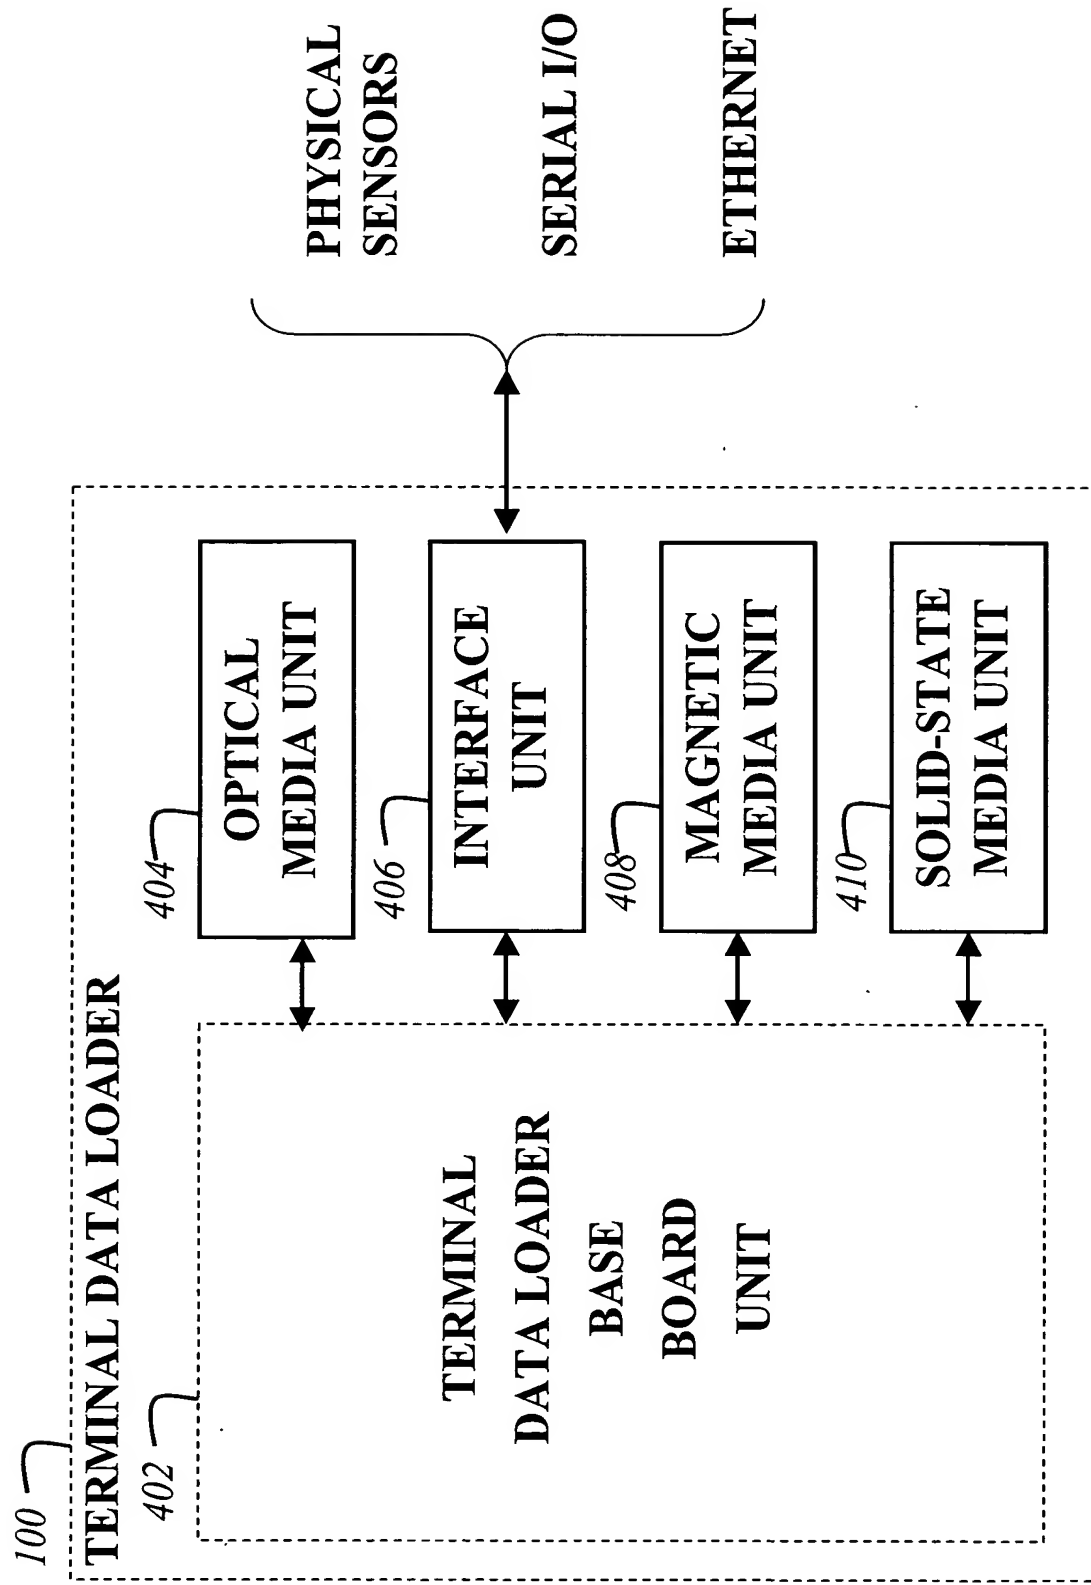 100
TERMINAL DATA LOADER
402
TERMINAL
DATA LOADER
BASE
BOARD
UNIT
404
OPTICAL
MEDIA UNIT
406
INTERFACE
UNIT
408
MAGNETIC
MEDIA UNIT
410
SOLID-STATE
MEDIA UNIT
PHYSICAL
SENSORS
SERIAL I/O
ETHERNET